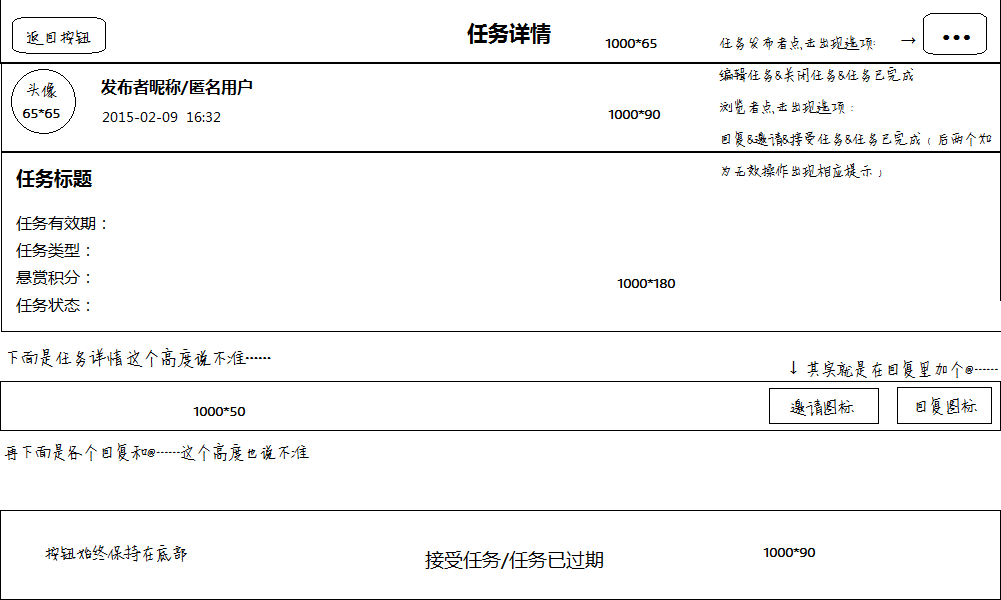 返回按钮
任务详情
1000*65
任务发布者点击出现选项:
→
•••
头像
65*65
发布者昵称/匿名用户
2015-02-09 16:32
1000*90
编辑任务&关闭任务&任务已完成
浏览者点击出现选项:
回复&邀请&接受任务&任务已完成(后两个如
为无效操作出现相应提示)
任务标题
任务有效期:
任务类型:
悬赏积分:
任务状态:
1000*180
下面是任务详情这个高度说不准······
↓ 其实就是在回复里加个@······
1000*50
邀请图标
回复图标
再下面是各个回复和@······这个高度也说不准
按钮始终保持在底部
接受任务/任务已过期
1000*90